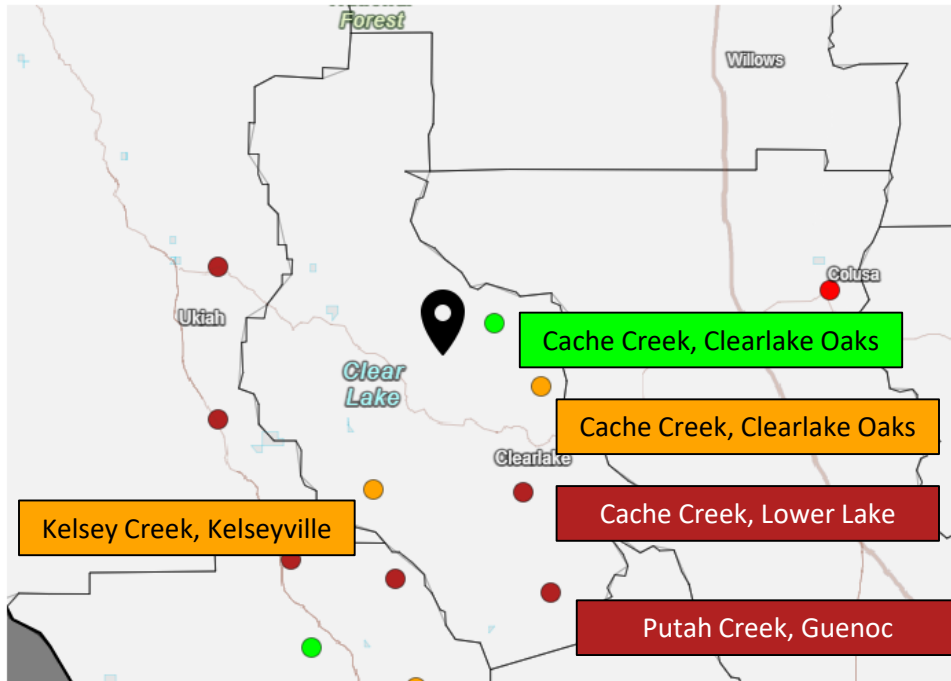 Forest
Willows
Colusa
Ukiah
Cache Creek, Clearlake Oaks
Clear
Lake
Cache Creek, Clearlake Oaks
Clearlake
Cache Creek, Lower Lake
Kelsey Creek, Kelseyville
Putah Creek, Guenoc